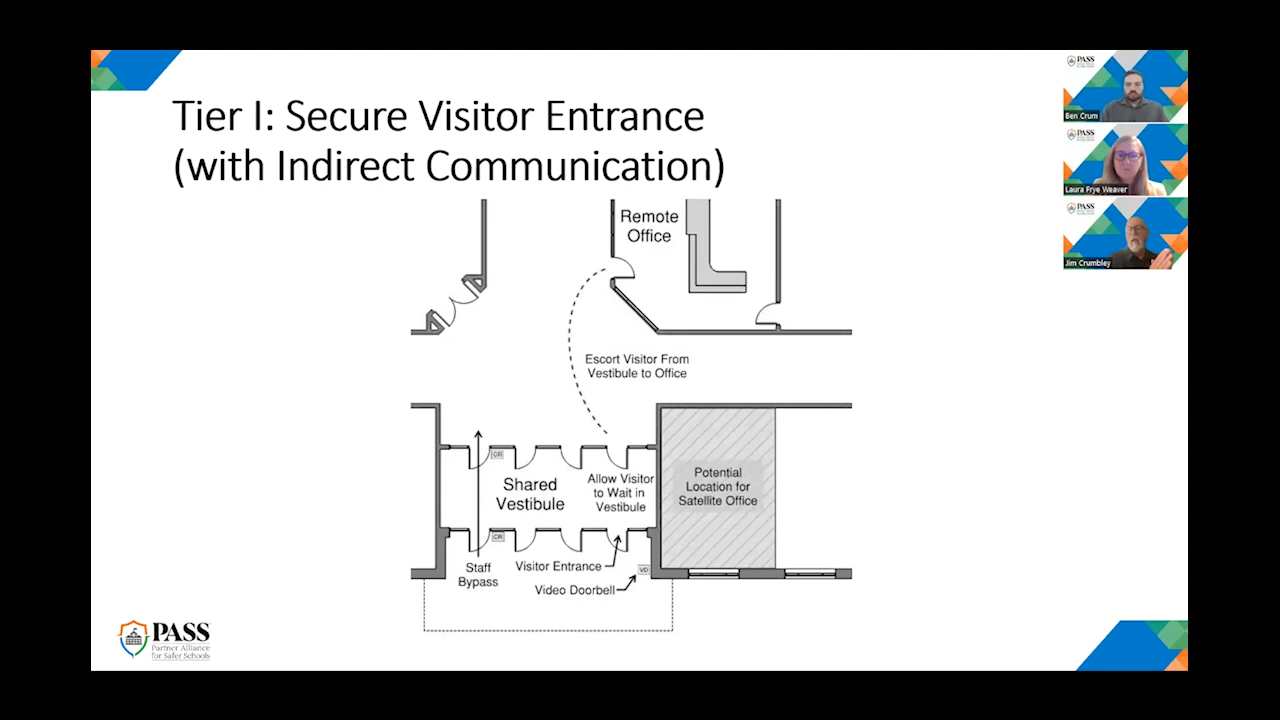 Tier I: Secure Visitor Entrance
(with Indirect Communication)
Remote
Office
Escort Visitor From
Vestibule to Office
CR
Shared
Vestibule
Allow Visitor
to Wait in
Vestibule
Potential
Location for
Satellite Office
CR
Staff
Bypass
Visitor Entrance
VD
Video Doorbell
PASS
Partner Alliance
for Safer Schools
PASS
Ben Crum
PASS
Laura Frye Weaver
PASS
Jim Crumbley